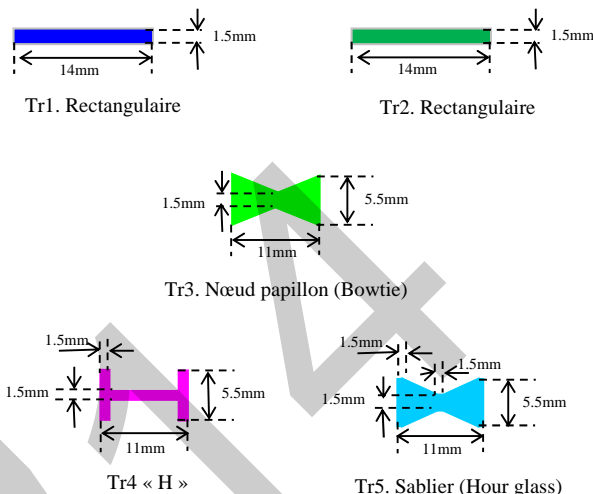 1.5mm
14mm
Tr1. Rectangulaire
1.5mm
14mm
Tr2. Rectangulaire
1.5mm
5.5mm
11mm
Tr3. Nœud papillon (Bowtie)
1.5mm
1.5mm
5.5mm
11mm
Tr4 « H »
1.5mm
1.5mm
1.5mm
5.5mm
11mm
Tr5. Sablier (Hour glass)